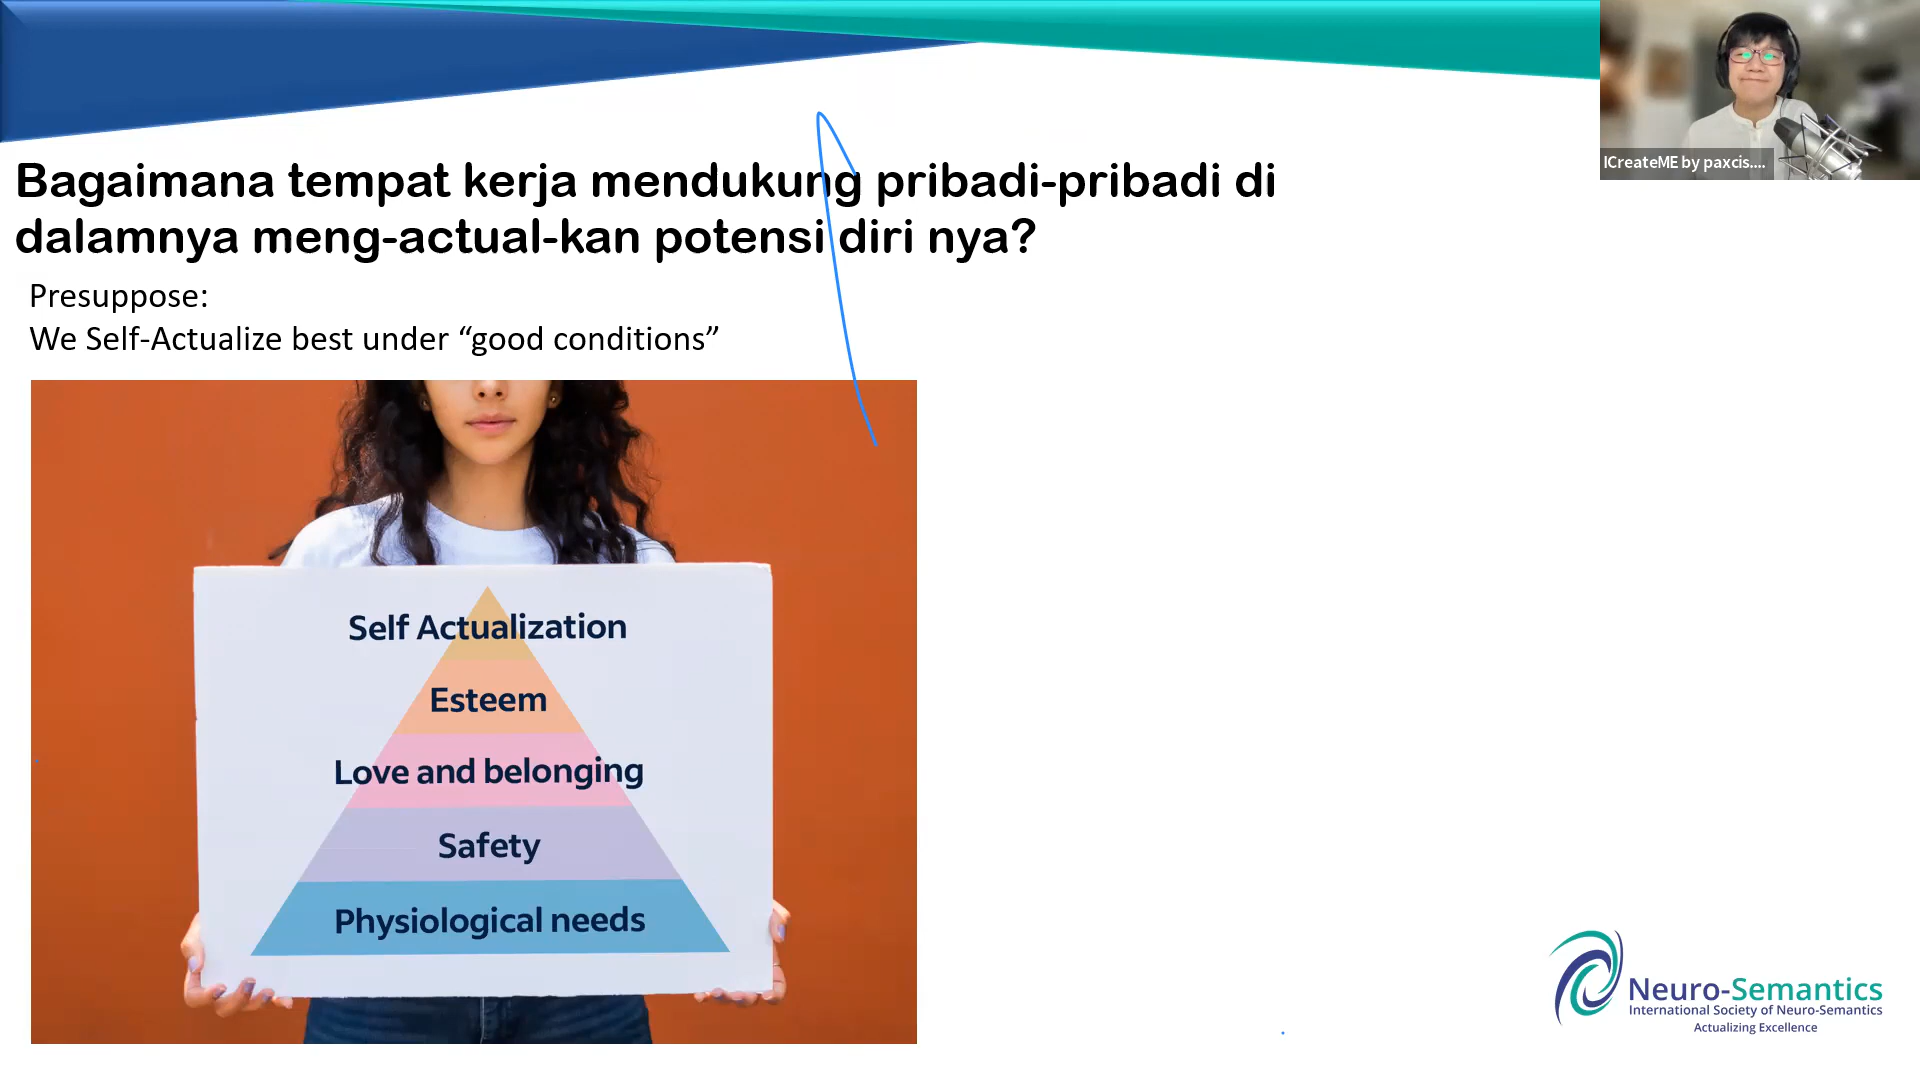 Bagaimana tempat kerja mendukung pribadi-pribadi di
dalamnya meng-actual-kan potensi diri nya?
Presuppose:
We Self-Actualize best under “good conditions”
Self Actualization
Esteem
Love and belonging
Safety
Physiological needs
ICreateME by paxcis....
Neuro-Semantics
International Society of Neuro-Semantics
Actualizing Excellence